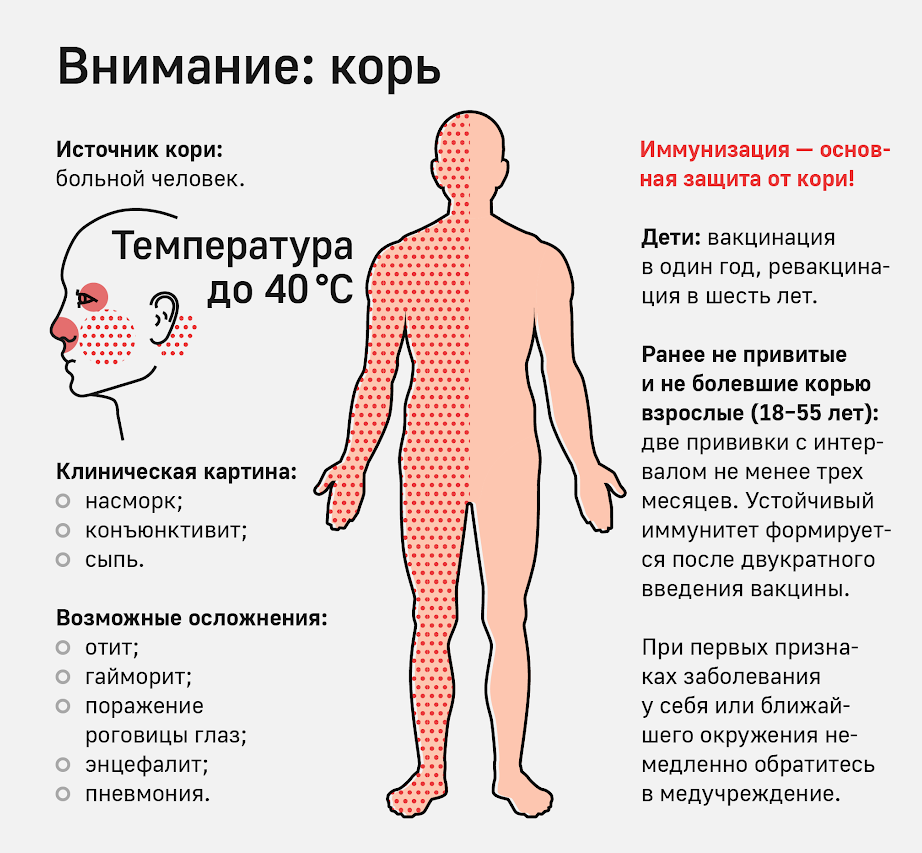 Внимание: корь
Источник кори:
больной человек.
Температура
до 40 °C
Клиническая картина:
насморк;
конъюнктивит;
сыпь.
Возможные осложнения:
отит;
гайморит;
поражение
роговицы глаз;
энцефалит;
пневмония.
Иммунизация — основ-
ная защита от кори!
Дети: вакцинация
в один год, ревакцина-
ция в шесть лет.
Ранее не привитые
и не болевшие корью
взрослые (18–55 лет):
две прививки с интер-
валом не менее трех
месяцев. Устойчивый
иммунитет формирует-
ся после двукратного
введения вакцины.
При первых призна-
ках заболевания
у себя или ближай-
шего окружения не-
медленно обратитесь
в медучреждение.